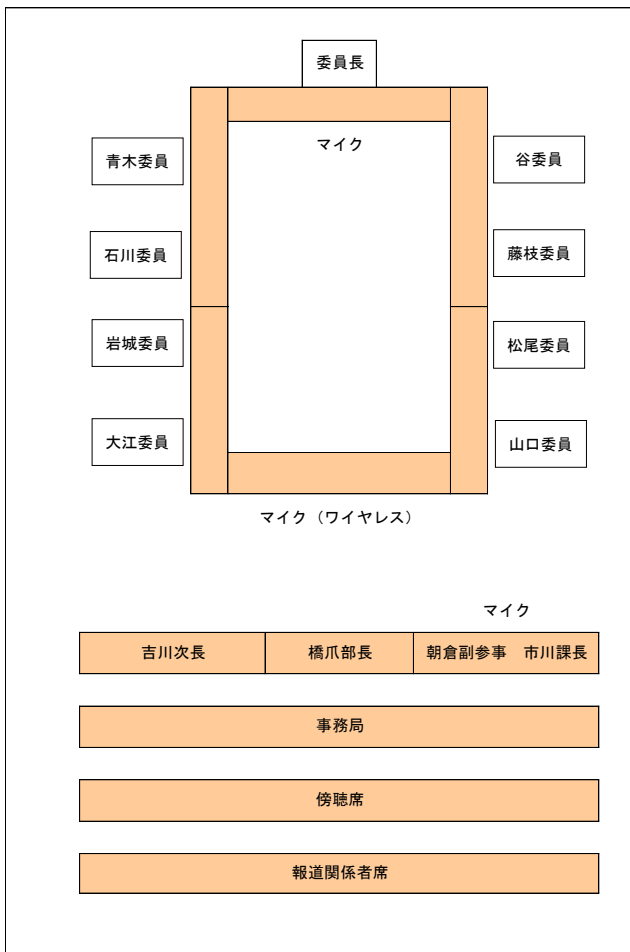 委員長
マイク
青木委員
谷委員
石川委員
藤枝委員
岩城委員
松尾委員
大江委員
山口委員
マイク（ワイヤレス）
マイク
吉川次長 橋爪部長 朝倉副参事 市川課長
事務局
傍聴席
報道関係者席